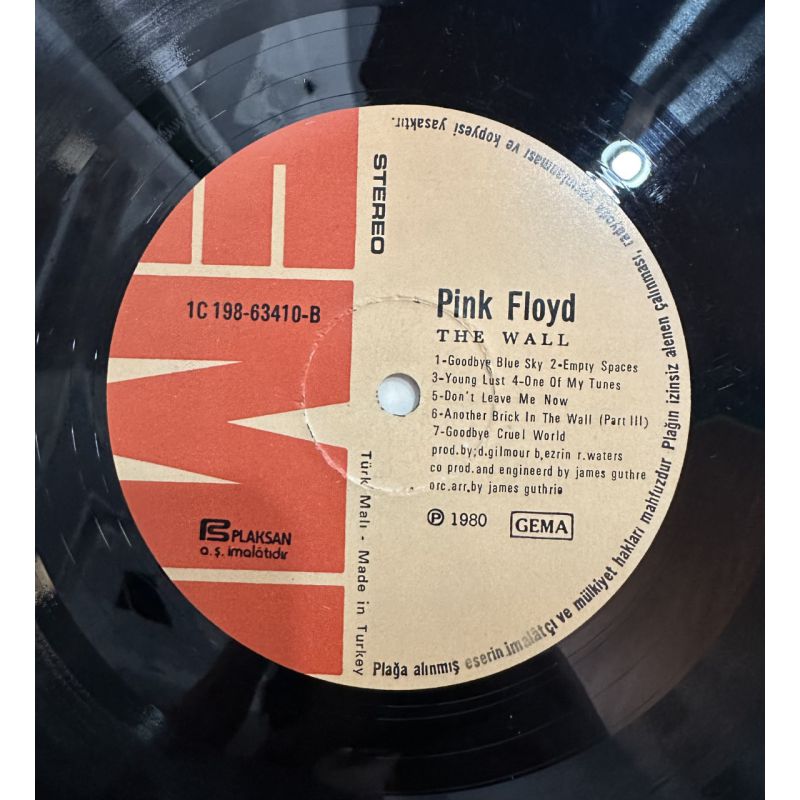 EMI
STEREO
1C 198-63410-B
Pink Floyd
THE WALL
1-Goodbye Blue Sky 2-Empty Spaces
3-Young Lust 4-One Of My Tunes
5-Don't Leave Me Now
6-Another Brick In The Wall (Part III)
7-Goodbye Cruel World
prod.by;d.gilmour b,ezrin r.waters
co prod.and engineerd by james guthre
orc.arr.by james guthrie
℗ 1980 GEMA
PLAKSAN
a.ş. imalâtıdır
Türk Malı - Made in Turkey
Plağa alınmış eserin imalâtçı ve mülkiyet hakları mahfuzdur Plağın izinsiz alenen çalınması, radyoda yayınlanması ve kopyesi yasaktır.